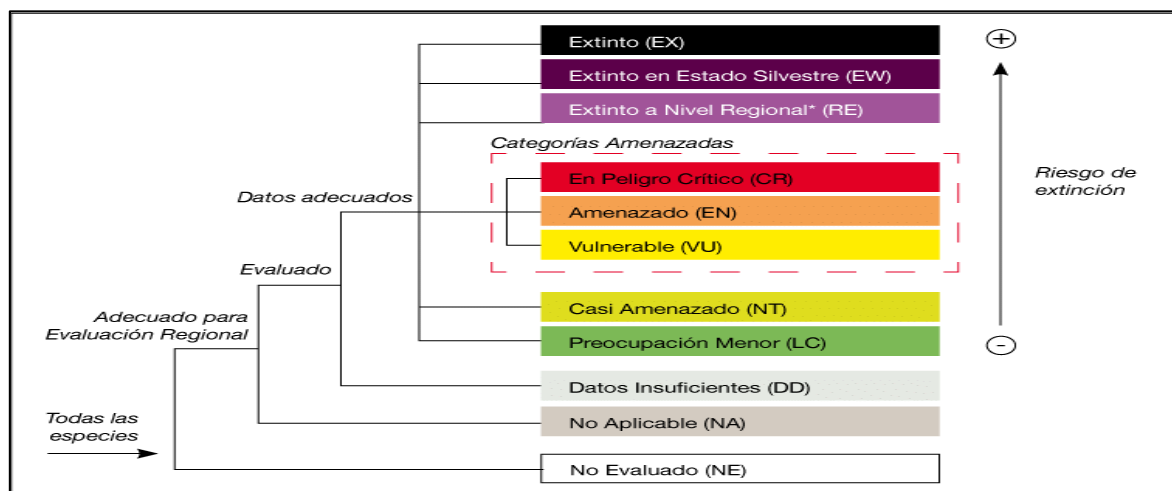 Extinto (EX)
Extinto en Estado Silvestre (EW)
Extinto a Nivel Regional* (RE)
Categorías Amenazadas
En Peligro Crítico (CR)
Amenazado (EN)
Vulnerable (VU)
Casi Amenazado (NT)
Preocupación Menor (LC)
Datos Insuficientes (DD)
No Aplicable (NA)
No Evaluado (NE)
Datos adecuados
Evaluado
Adecuado para
Evaluación Regional
Todas las
especies
+
Riesgo de
extinción
-